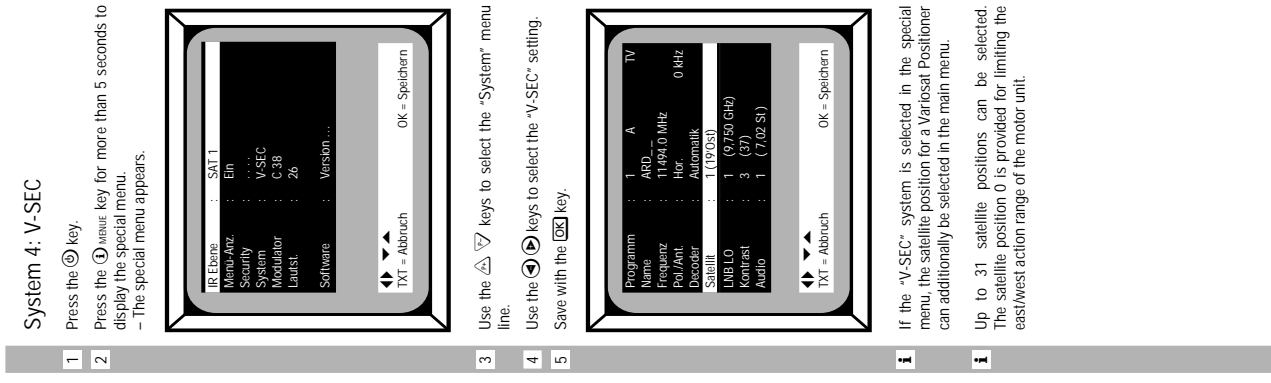 System 4: V-SEC
1 Press the key.
2 Press the i MENUE key for more than 5 seconds to
display the special menu.
– The special menu appears.
IR Ebene : SAT 1
Menü-Anz. : Ein
Security : . . . .
System : V-SEC
Modulator : C 38
Lautst. : 26
Software : Version ...
TXT = Abbruch OK = Speichern
3 Use the P+ P- keys to select the "System" menu
line.
4 Use the keys to select the "V-SEC" setting.
5 Save with the OK key.
Programm : 1 A TV
Name : ARD_ _
Frequenz : 11494.0 MHz
Pol./Ant. : Hor. 0 kHz
Decoder : Automatik
Satellit : 1 (19°Ost)
LNB LO : 1 (9,750 GHz)
Kontrast : 3 (37)
Audio : 1 ( 7,02 St )
TXT = Abbruch OK = Speichern
i If the "V-SEC" system is selected in the special
menu, the satellite position for a Variosat Positioner
can additionally be selected in the main menu.
i Up to 31 satellite positions can be selected.
The satellite position 0 is provided for limiting the
east/west action range of the motor unit.